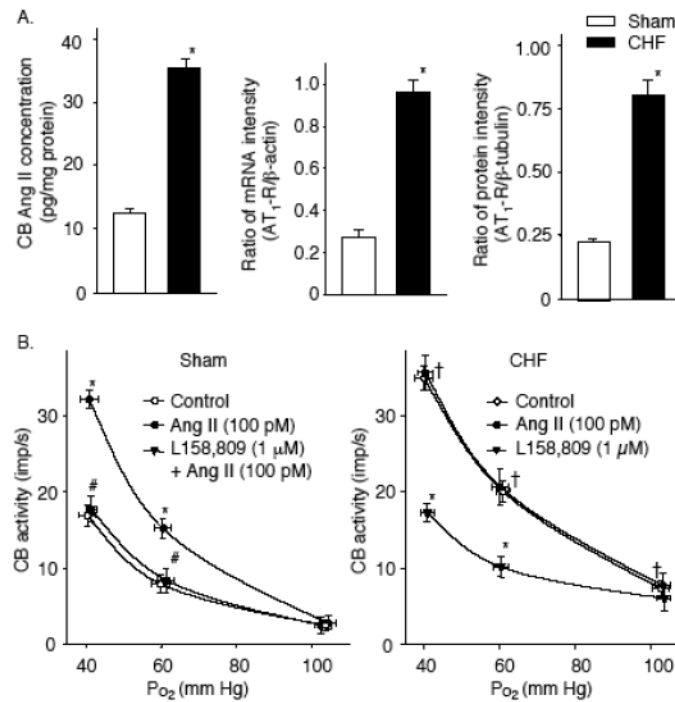 A.
Sham
CHF
CB Ang II concentration
(pg/mg protein)
40
30
20
10
0
*
Ratio of mRNA intensity
(AT1-R/β-actin)
1.0
0.8
0.6
0.4
0.2
0
*
Ratio of protein intensity
(AT1-R/β-tubulin)
1.00
0.75
0.50
0.25
0
*
B.
Sham
CB activity (imp/s)
30
20
10
0
Control
Ang II (100 pM)
L158,809 (1 μM)
+ Ang II (100 pM)
*
#
*
#
40 60 80 100
PO2 (mm Hg)
CHF
CB activity (imp/s)
30
20
10
0
Control
Ang II (100 pM)
L158,809 (1 μM)
†
†
†
*
*
40 60 80 100
PO2 (mm Hg)